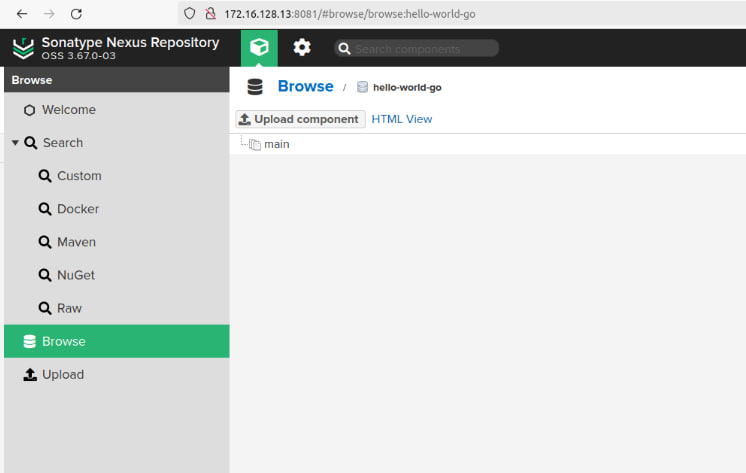 172.16.128.13:8081/#browse/browse:hello-world-go
Sonatype Nexus Repository
OSS 3.67.0-03
Search components
Browse
Browse / hello-world-go
Welcome
Upload component HTML View
Search
main
Custom
Docker
Maven
NuGet
Raw
Browse
Upload